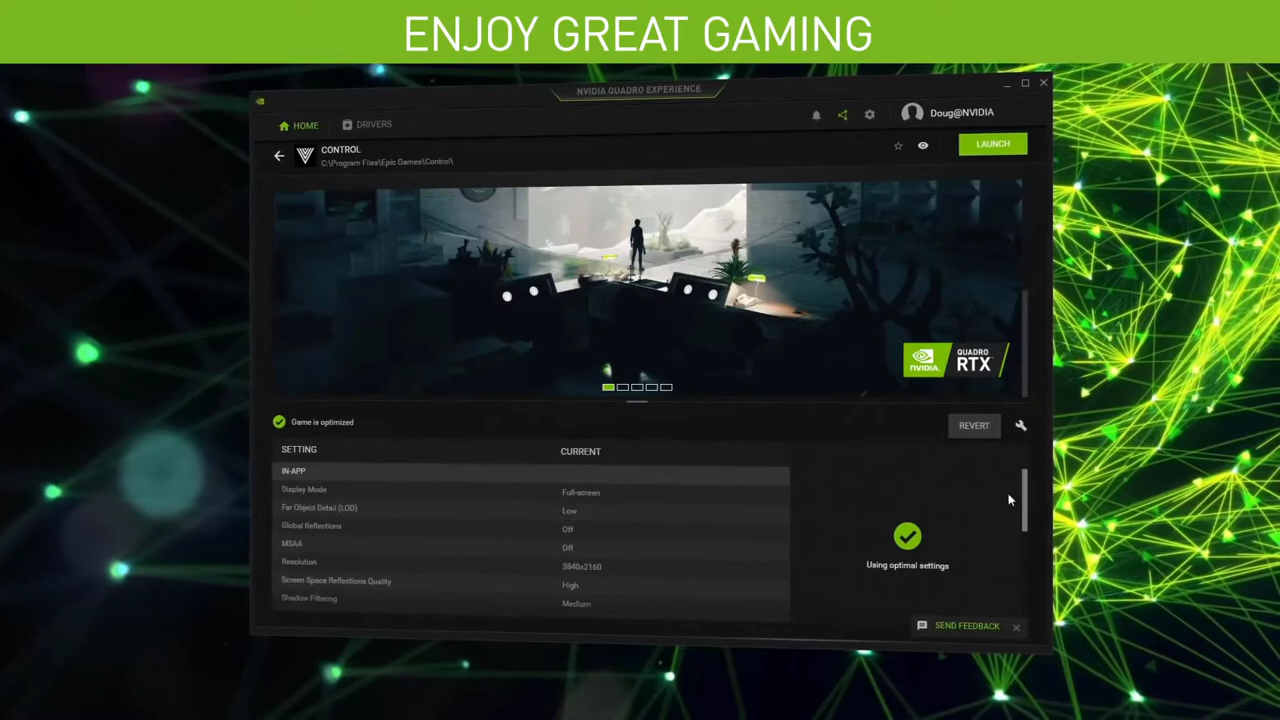 ENJOY GREAT GAMING
NVIDIA QUADRO EXPERIENCE
HOME
DRIVERS
Doug@NVIDIA
CONTROL
C:\Program Files\Epic Games\Control\
LAUNCH
NVIDIA.
QUADRO
RTX
Game is optimized
REVERT
SETTING
CURRENT
IN-APP
Display Mode
Full-screen
Far Object Detail (LOD)
Low
Global Reflections
Off
MSAA
Off
Resolution
3840x2160
Screen Space Reflections Quality
High
Shadow Filtering
Medium
Using optimal settings
SEND FEEDBACK